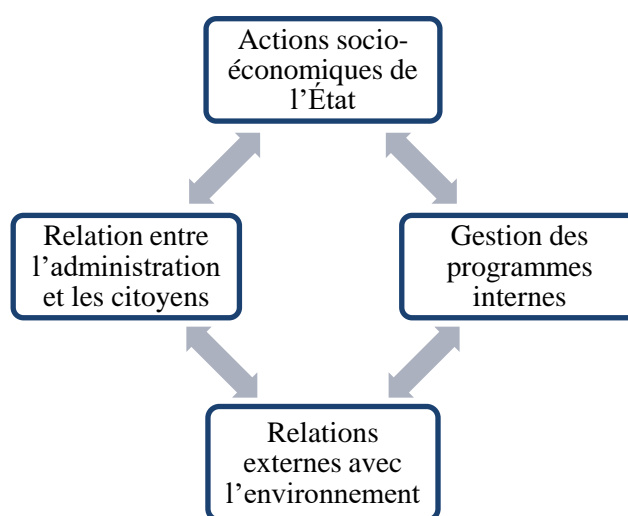 Actions socio-
économiques de
l’État
Relation entre
l’administration
et les citoyens
Gestion des
programmes
internes
Relations
externes avec
l’environnement